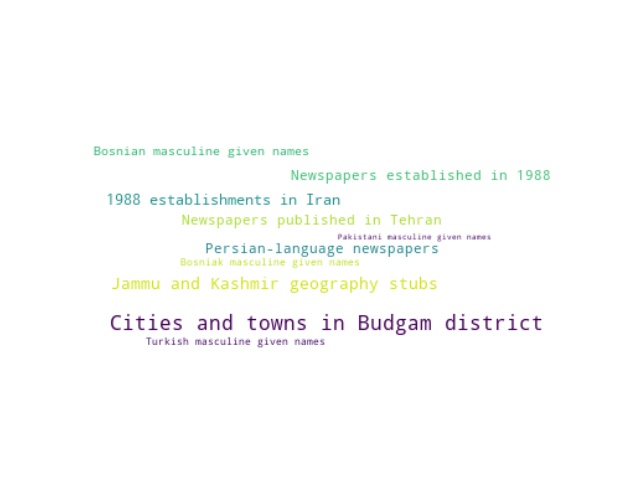 Bosnian masculine given names
Newspapers established in 1988
1988 establishments in Iran
Newspapers published in Tehran
Pakistani masculine given names
Persian-language newspapers
Bosniak masculine given names
Jammu and Kashmir geography stubs
Cities and towns in Budgam district
Turkish masculine given names